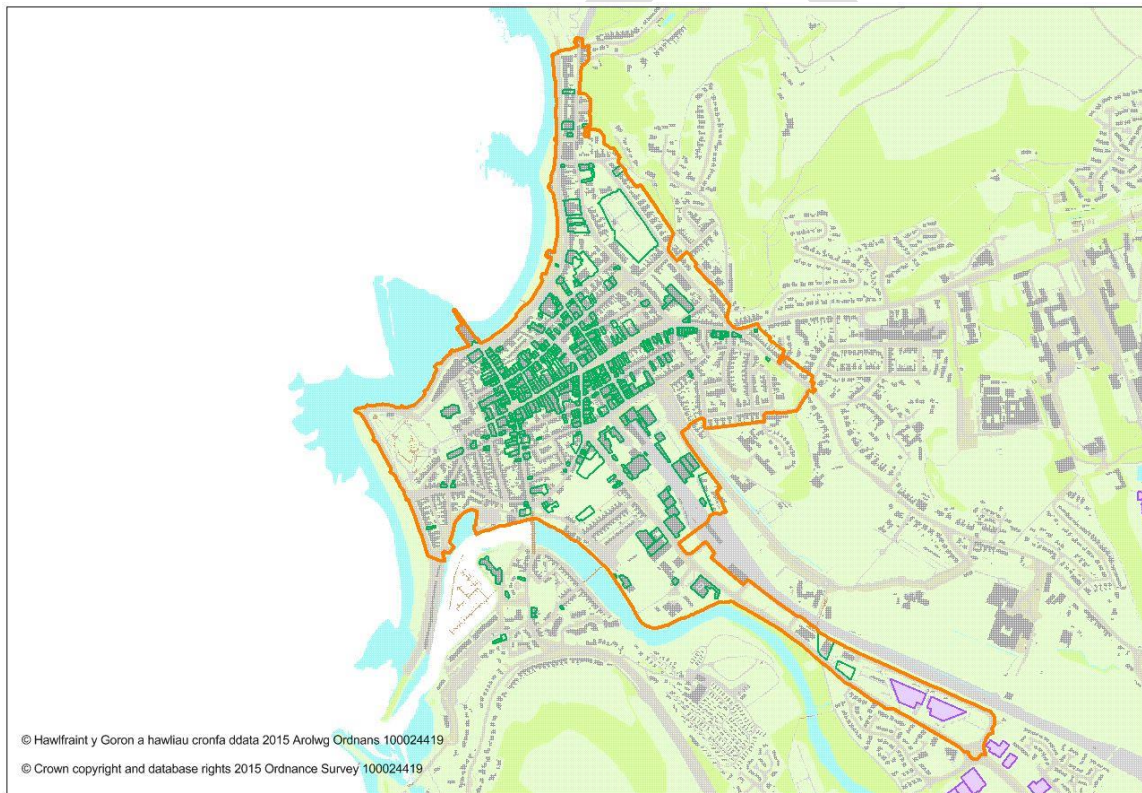 © Hawlfraint y Goron a hawliau cronfa ddata 2015 Arolwg Ordnans 100024419
© Crown copyright and database rights 2015 Ordnance Survey 100024419